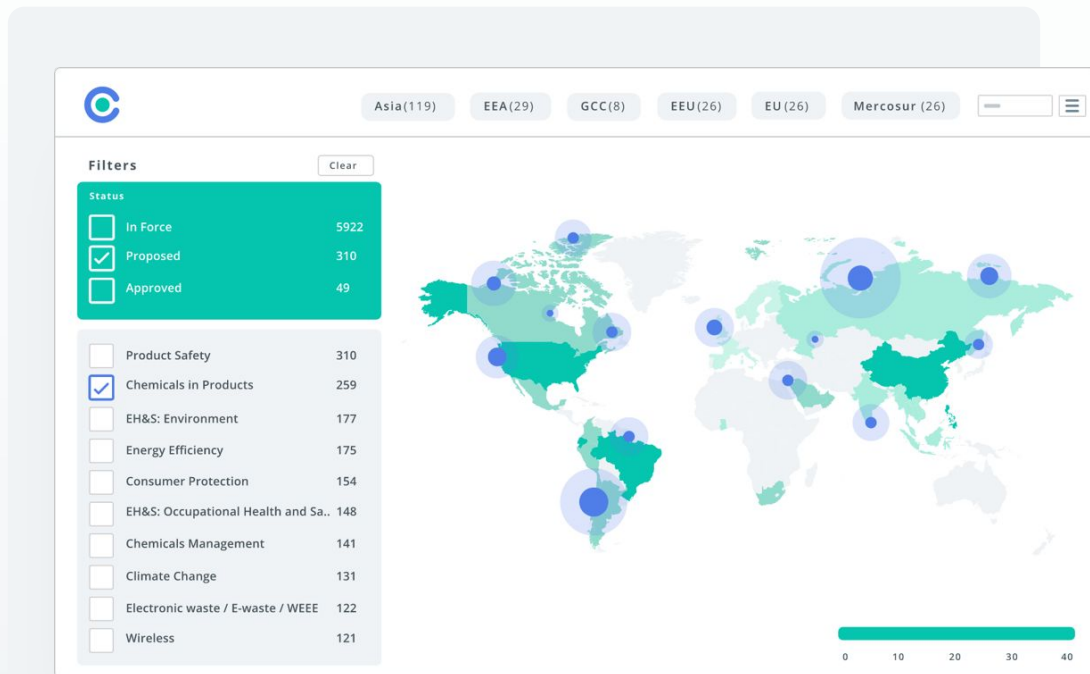 Asia(119) EEA(29) GCC(8) EEU(26) EU(26) Mercosur (26)
Filters Clear
Status
In Force 5922
Proposed 310
Approved 49
Product Safety 310
Chemicals in Products 259
EH&S: Environment 177
Energy Efficiency 175
Consumer Protection 154
EH&S: Occupational Health and Sa.. 148
Chemicals Management 141
Climate Change 131
Electronic waste / E-waste / WEEE 122
Wireless 121
0 10 20 30 40